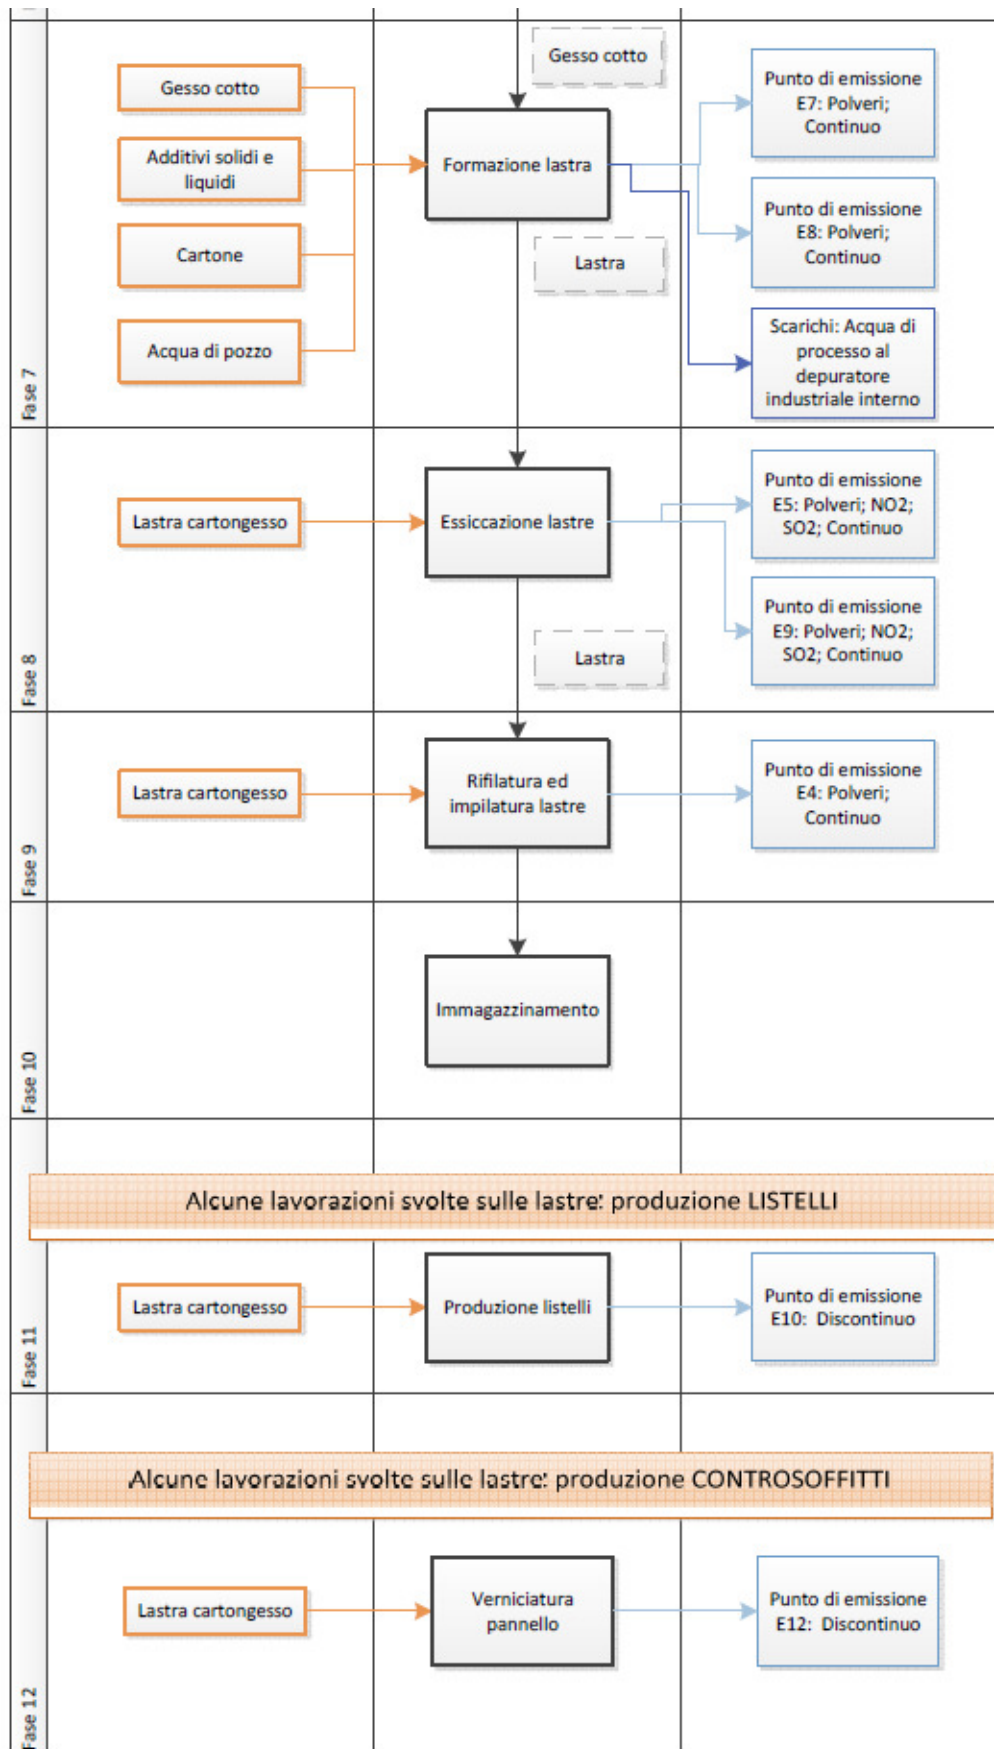 Gesso cotto
Gesso cotto
Additivi solidi e
liquidi
Cartone
Acqua di pozzo
Formazione lastra
Lastra
Punto di emissione
E7: Polveri;
Continuo
Punto di emissione
E8: Polveri;
Continuo
Scarichi: Acqua di
processo al
depuratore
industriale interno
Fase 7
Lastra cartongesso
Essiccazione lastre
Lastra
Punto di emissione
E5: Polveri; NO2;
SO2; Continuo
Punto di emissione
E9: Polveri; NO2;
SO2; Continuo
Fase 8
Lastra cartongesso
Rifilatura ed
impilatura lastre
Punto di emissione
E4: Polveri;
Continuo
Fase 9
Immagazzinamento
Fase 10
Alcune lavorazioni svolte sulle lastre: produzione LISTELLI
Lastra cartongesso
Produzione listelli
Punto di emissione
E10: Discontinuo
Fase 11
Alcune lavorazioni svolte sulle lastre: produzione CONTROSOFFITTI
Lastra cartongesso
Verniciatura
pannello
Punto di emissione
E12: Discontinuo
Fase 12